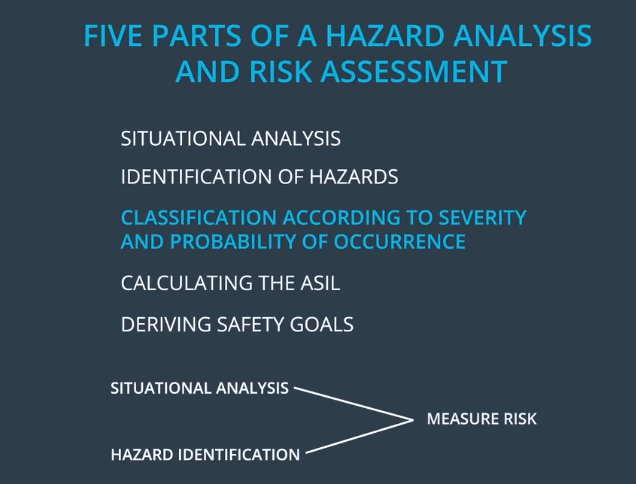 FIVE PARTS OF A HAZARD ANALYSIS
AND RISK ASSESSMENT
SITUATIONAL ANALYSIS
IDENTIFICATION OF HAZARDS
CLASSIFICATION ACCORDING TO SEVERITY
AND PROBABILITY OF OCCURRENCE
CALCULATING THE ASIL
DERIVING SAFETY GOALS
SITUATIONAL ANALYSIS
MEASURE RISK
HAZARD IDENTIFICATION